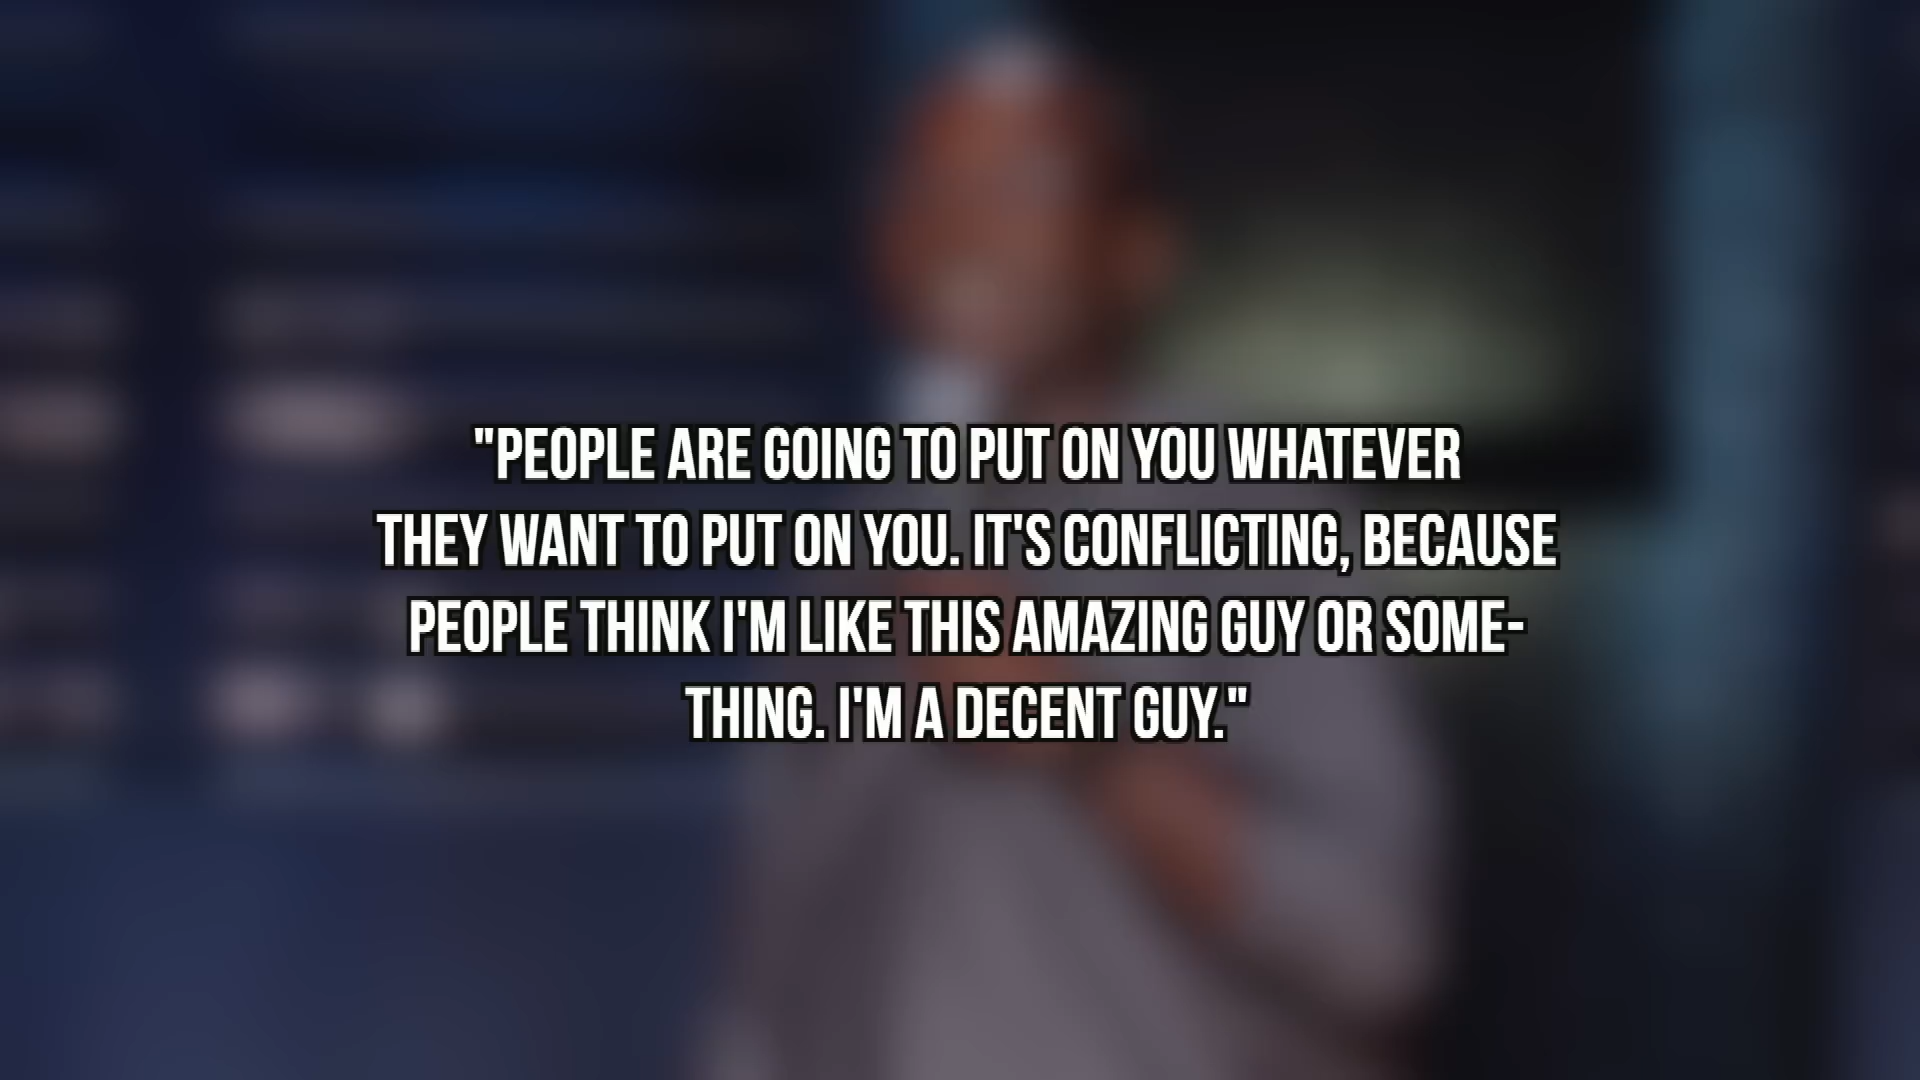 "PEOPLE ARE GOING TO PUT ON YOU WHATEVER
THEY WANT TO PUT ON YOU. IT'S CONFLICTING, BECAUSE
PEOPLE THINK I'M LIKE THIS AMAZING GUY OR SOME-
THING. I'M A DECENT GUY."